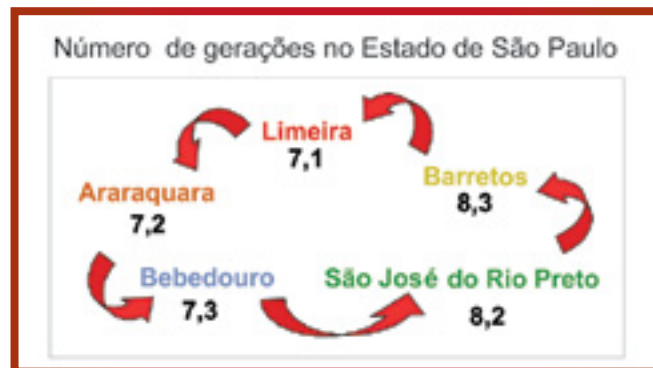 Número de gerações no Estado de São Paulo
Limeira
7,1
Barretos
8,3
Araraquara
7,2
Bebedouro
7,3
São José do Rio Preto
8,2